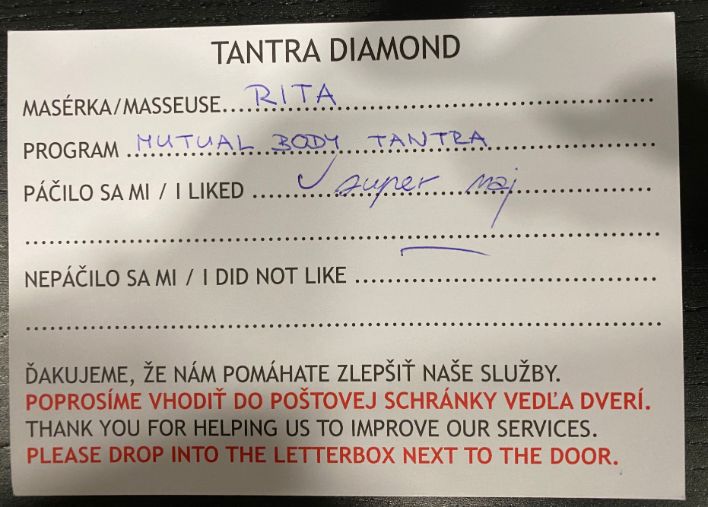 TANTRA DIAMOND
MASÉRKA/MASSEUSE....RITA....................................
PROGRAM....MUTUAL BODY TANTRA........................
PÁČILO SA MI / I LIKED.... super maj....................
................................................................................
NEPÁČILO SA MI / I DID NOT LIKE......................................
................................................................................
ĎAKUJEME, ŽE NÁM POMÁHATE ZLEPŠIŤ NAŠE SLUŽBY.
POPROSÍME VHODIŤ DO POŠTOVEJ SCHRÁNKY VEDĽA DVERÍ.
THANK YOU FOR HELPING US TO IMPROVE OUR SERVICES.
PLEASE DROP INTO THE LETTERBOX NEXT TO THE DOOR.